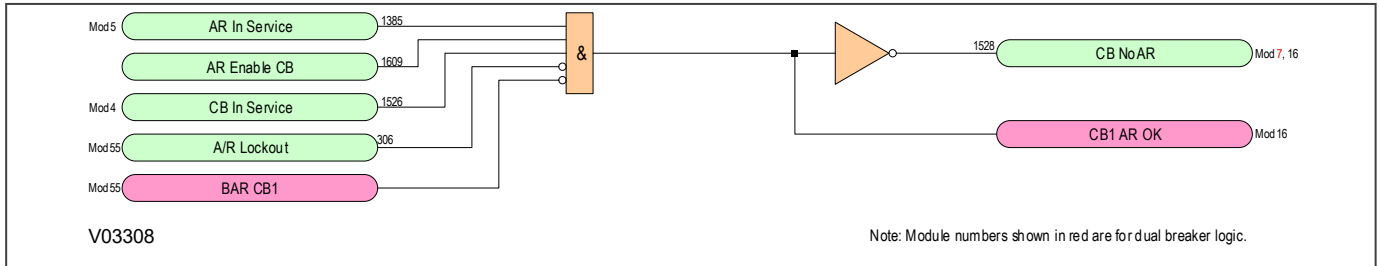 Mod 5 AR In Service 1385
AR Enable CB 1609
Mod 4 CB In Service 1526
Mod 55 A/R Lockout 306
Mod 55 BAR CB1
&
1528 CB NoAR Mod 7, 16
CB1 AR OK Mod 16
V03308
Note: Module numbers shown in red are for dual breaker logic.